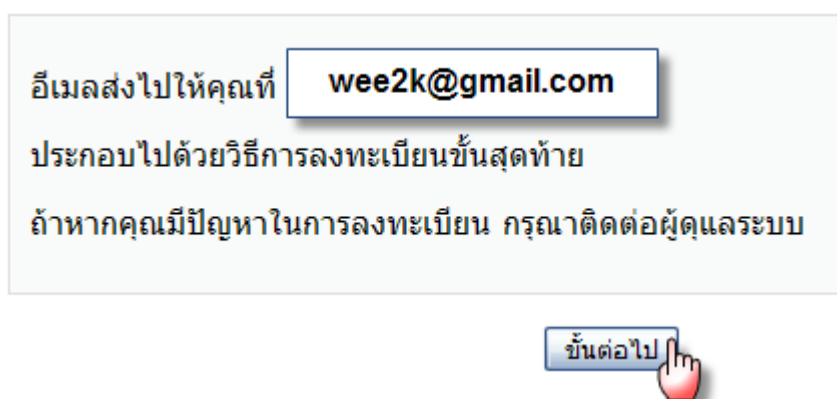 อีเมลส่งไปให้คุณที่ wee2k@gmail.com
ประกอบไปด้วยวิธีการลงทะเบียนขั้นสุดท้าย
ถ้าหากคุณมีปัญหาในการลงทะเบียน กรุณาติดต่อผู้ดูแลระบบ
ขั้นต่อไป